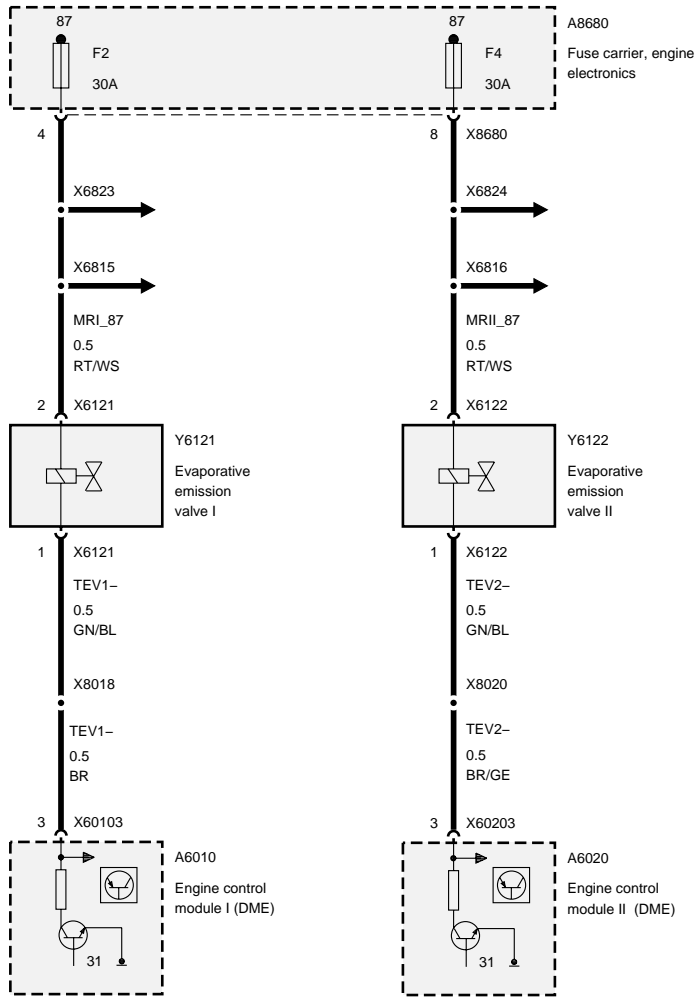 87
F2
30A
87
F4
30A
A8680
Fuse carrier, engine
electronics
4
8
X8680
X6823
X6824
X6815
X6816
MRI_87
0.5
RT/WS
MRII_87
0.5
RT/WS
2
X6121
2
X6122
Y6121
Evaporative
emission
valve I
Y6122
Evaporative
emission
valve II
1
X6121
1
X6122
TEV1−
0.5
GN/BL
TEV2−
0.5
GN/BL
X8018
X8020
TEV1−
0.5
BR
TEV2−
0.5
BR/GE
3
X60103
3
X60203
A6010
Engine control
module I (DME)
31
A6020
Engine control
module II (DME)
31